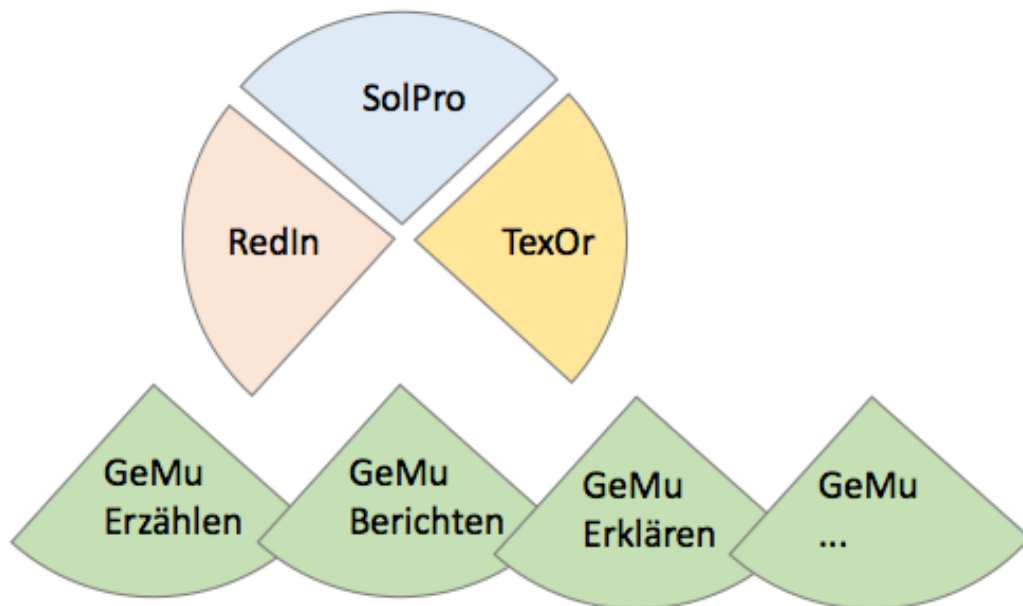 SolPro
RedIn
TexOr
GeMu
Erzählen
GeMu
Berichten
GeMu
Erklären
GeMu
...